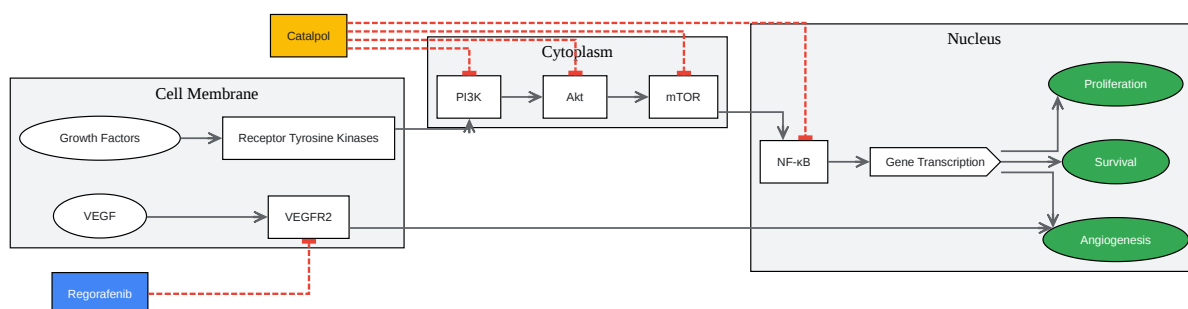 Catalpol
Cytoplasm
Nucleus
Cell Membrane
PI3K
Akt
mTOR
Proliferation
Growth Factors
Receptor Tyrosine Kinases
NF-κB
Gene Transcription
Survival
VEGF
VEGFR2
Angiogenesis
Regorafenib